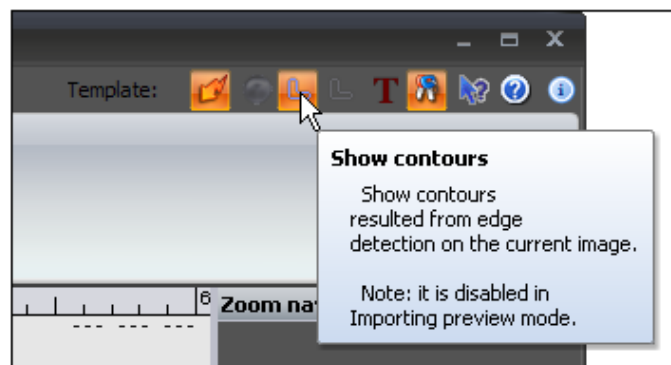 Template:
T
Show contours
Show contours
resulted from edge
detection on the current image.
Note: it is disabled in
Importing preview mode.
6
Zoom na